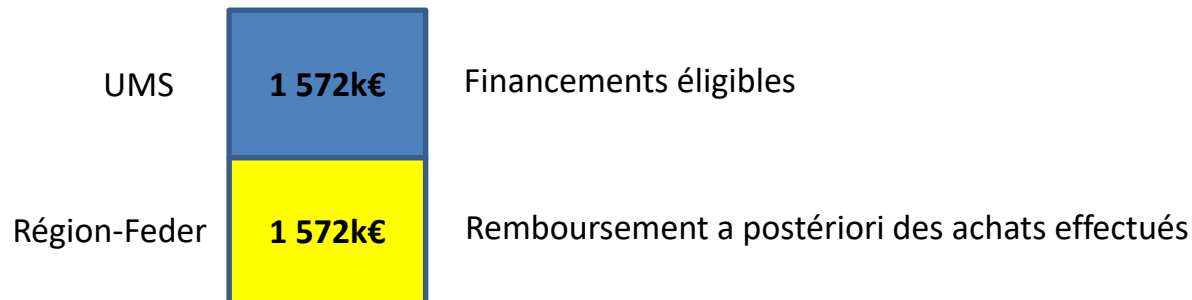 UMS 1 572k€ Financements éligibles
Région-Feder 1 572k€ Remboursement a postériori des achats effectués